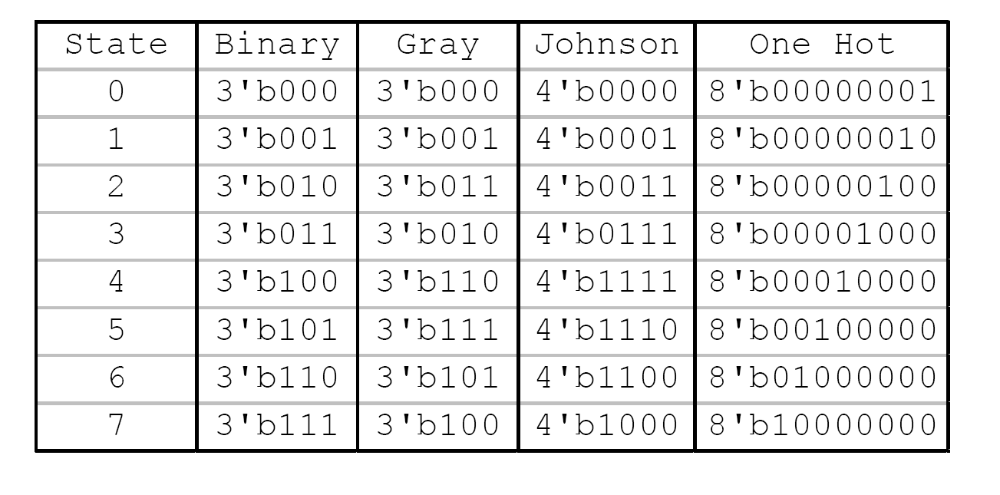 State Binary Gray Johnson One Hot
0 3'b000 3'b000 4'b0000 8'b00000001
1 3'b001 3'b001 4'b0001 8'b00000010
2 3'b010 3'b011 4'b0011 8'b00000100
3 3'b011 3'b010 4'b0111 8'b00001000
4 3'b100 3'b110 4'b1111 8'b00010000
5 3'b101 3'b111 4'b1110 8'b00100000
6 3'b110 3'b101 4'b1100 8'b01000000
7 3'b111 3'b100 4'b1000 8'b10000000